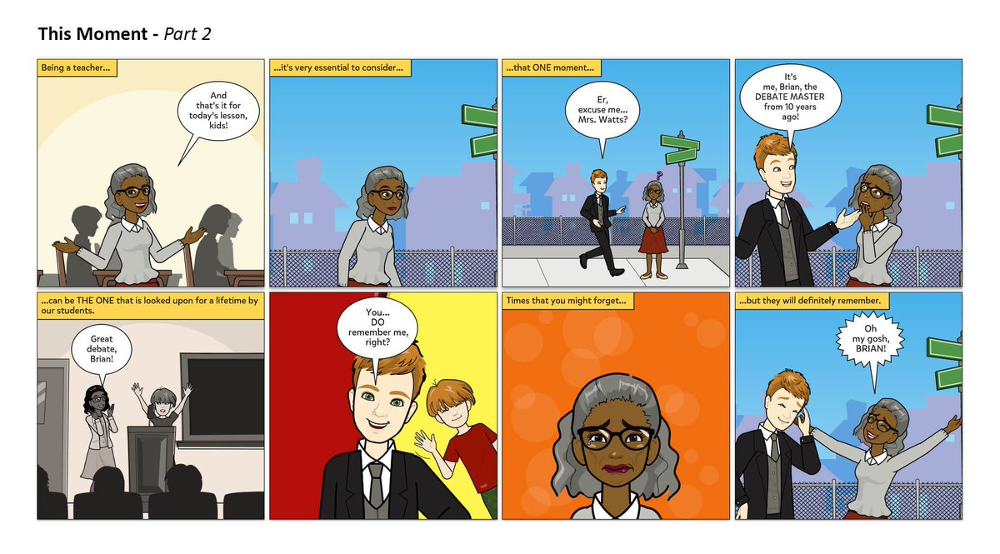 This Moment - Part 2
Being a teacher...
And
that's it for
today's lesson,
kids!
...it's very essential to consider...
...that ONE moment...
Er,
excuse me...
Mrs. Watts?
?
It's
me, Brian, the
DEBATE MASTER
from 10 years
ago!
...can be THE ONE that is looked upon for a lifetime by
our students.
Great
debate,
Brian!
You...
DO
remember me,
right?
Times that you might forget...
...but they will definitely remember.
Oh
my gosh,
BRIAN!